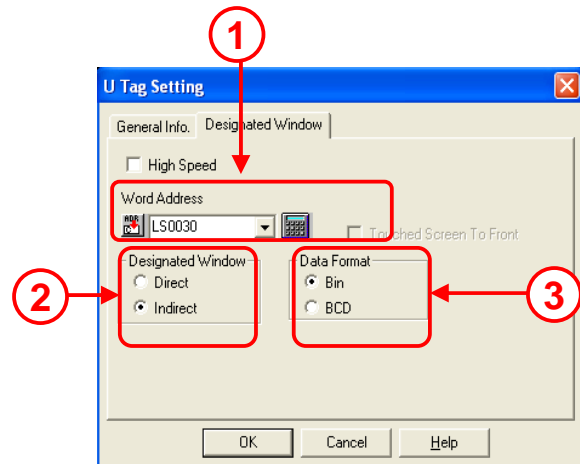 1
U Tag Setting
General Info. Designated Window
High Speed
Word Address
ADR
LS0030
Touched Screen To Front
Designated Window Data Format
2
Direct Bin
3
Indirect BCD
OK Cancel Help